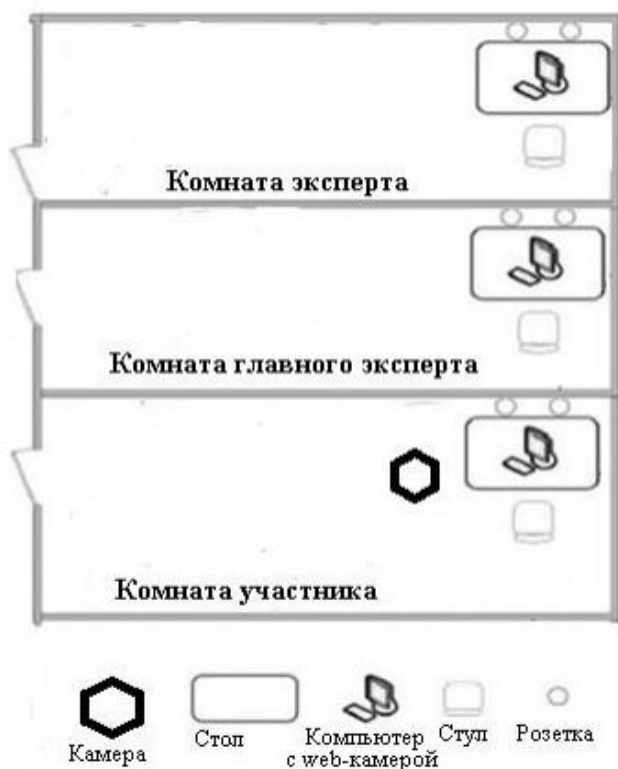 Комната эксперта
Комната главного эксперта
Комната участника
Камера
Стол
Компьютер
с web-камерой
Стул
Розетка